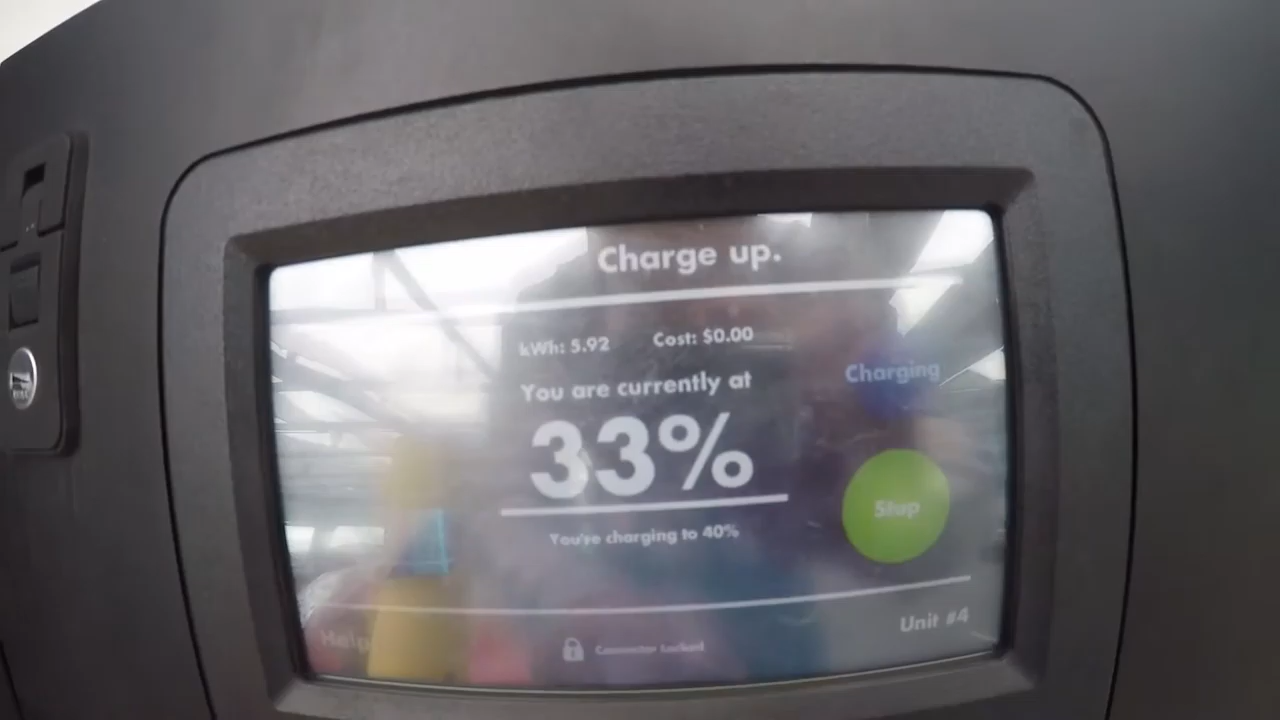 Charge up.
kWh: 5.92 Cost: $0.00
You are currently at
Charging
33%
Stop
You're charging to 40%
Unit #4
Help
Connector Locked